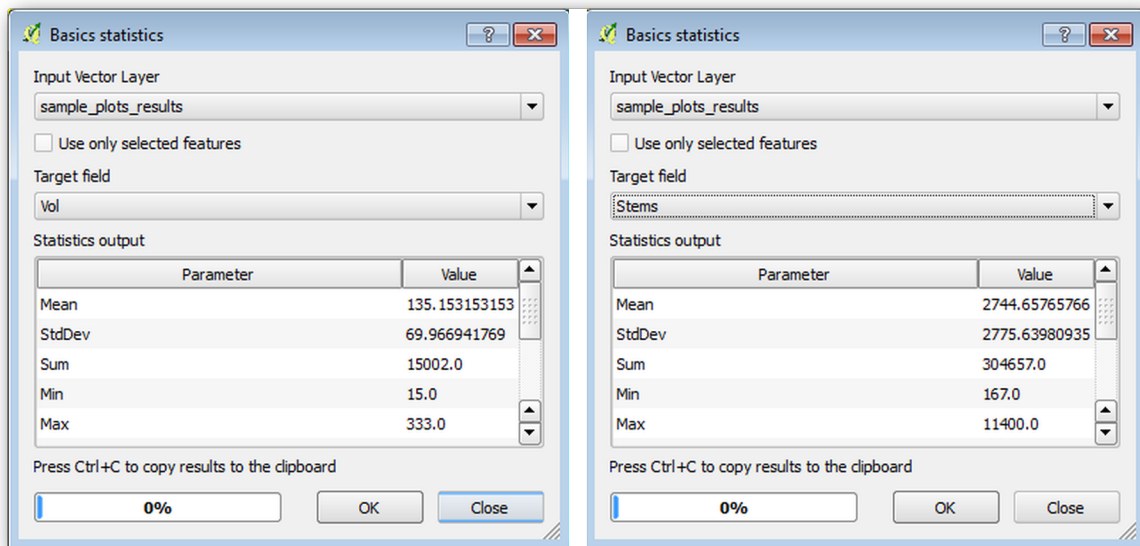 Basics statistics
Input Vector Layer
sample_plots_results
Use only selected features
Target field
Vol
Statistics output
Parameter Value
Mean 135.153153153
StdDev 69.966941769
Sum 15002.0
Min 15.0
Max 333.0
Press Ctrl+C to copy results to the clipboard
0% OK Close
Basics statistics
Input Vector Layer
sample_plots_results
Use only selected features
Target field
Stems
Statistics output
Parameter Value
Mean 2744.65765766
StdDev 2775.63980935
Sum 304657.0
Min 167.0
Max 11400.0
Press Ctrl+C to copy results to the clipboard
0% OK Close